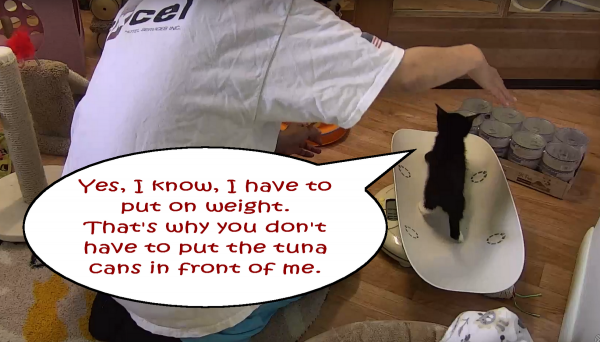 cel
Yes, I know, I have to
put on weight.
That's why you don't
have to put the tuna
cans in front of me.